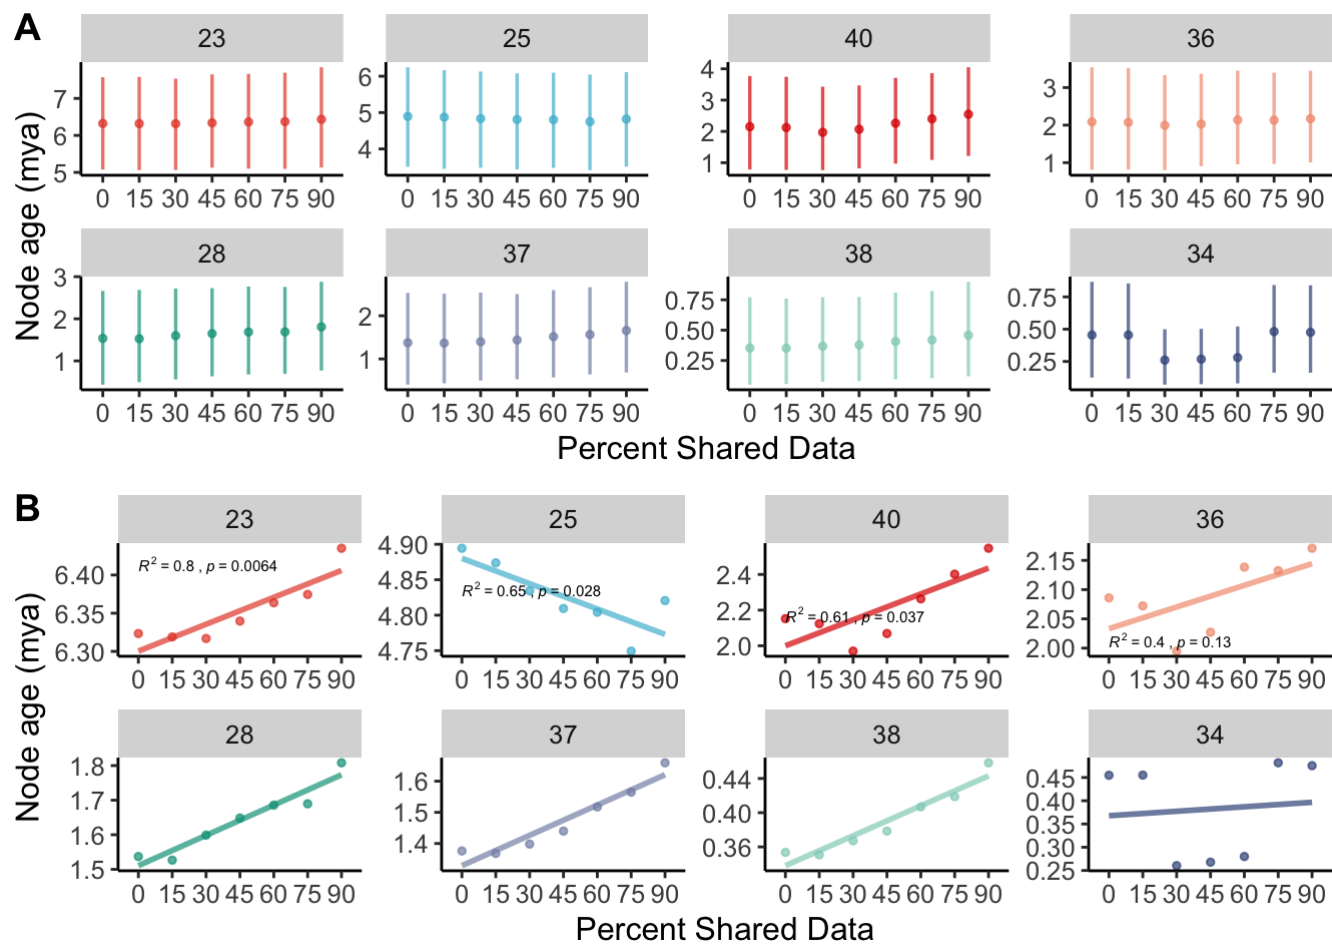 A
23 25 40 36
7 6 5
6 5 4
4 3 2 1
3 2 1
0 15 30 45 60 75 90 0 15 30 45 60 75 90 0 15 30 45 60 75 90 0 15 30 45 60 75 90
Node age (mya)
28 37 38 34
3 2 1
2 1
0.75 0.50 0.25
0.75 0.50 0.25
0 15 30 45 60 75 90 0 15 30 45 60 75 90 0 15 30 45 60 75 90 0 15 30 45 60 75 90
Percent Shared Data
B
23 25 40 36
6.40 6.35 6.30
R² = 0.8 , p = 0.0064
4.90 4.85 4.80 4.75
R² = 0.65 , p = 0.028
2.4 2.2 2.0
R² = 0.61 , p = 0.037
2.15 2.10 2.05 2.00
R² = 0.4 , p = 0.13
0 15 30 45 60 75 90 0 15 30 45 60 75 90 0 15 30 45 60 75 90 0 15 30 45 60 75 90
Node age (mya)
28 37 38 34
1.8 1.7 1.6 1.5
1.6 1.5 1.4
0.44 0.40 0.36
0.45 0.40 0.35 0.30 0.25
0 15 30 45 60 75 90 0 15 30 45 60 75 90 0 15 30 45 60 75 90 0 15 30 45 60 75 90
Percent Shared Data